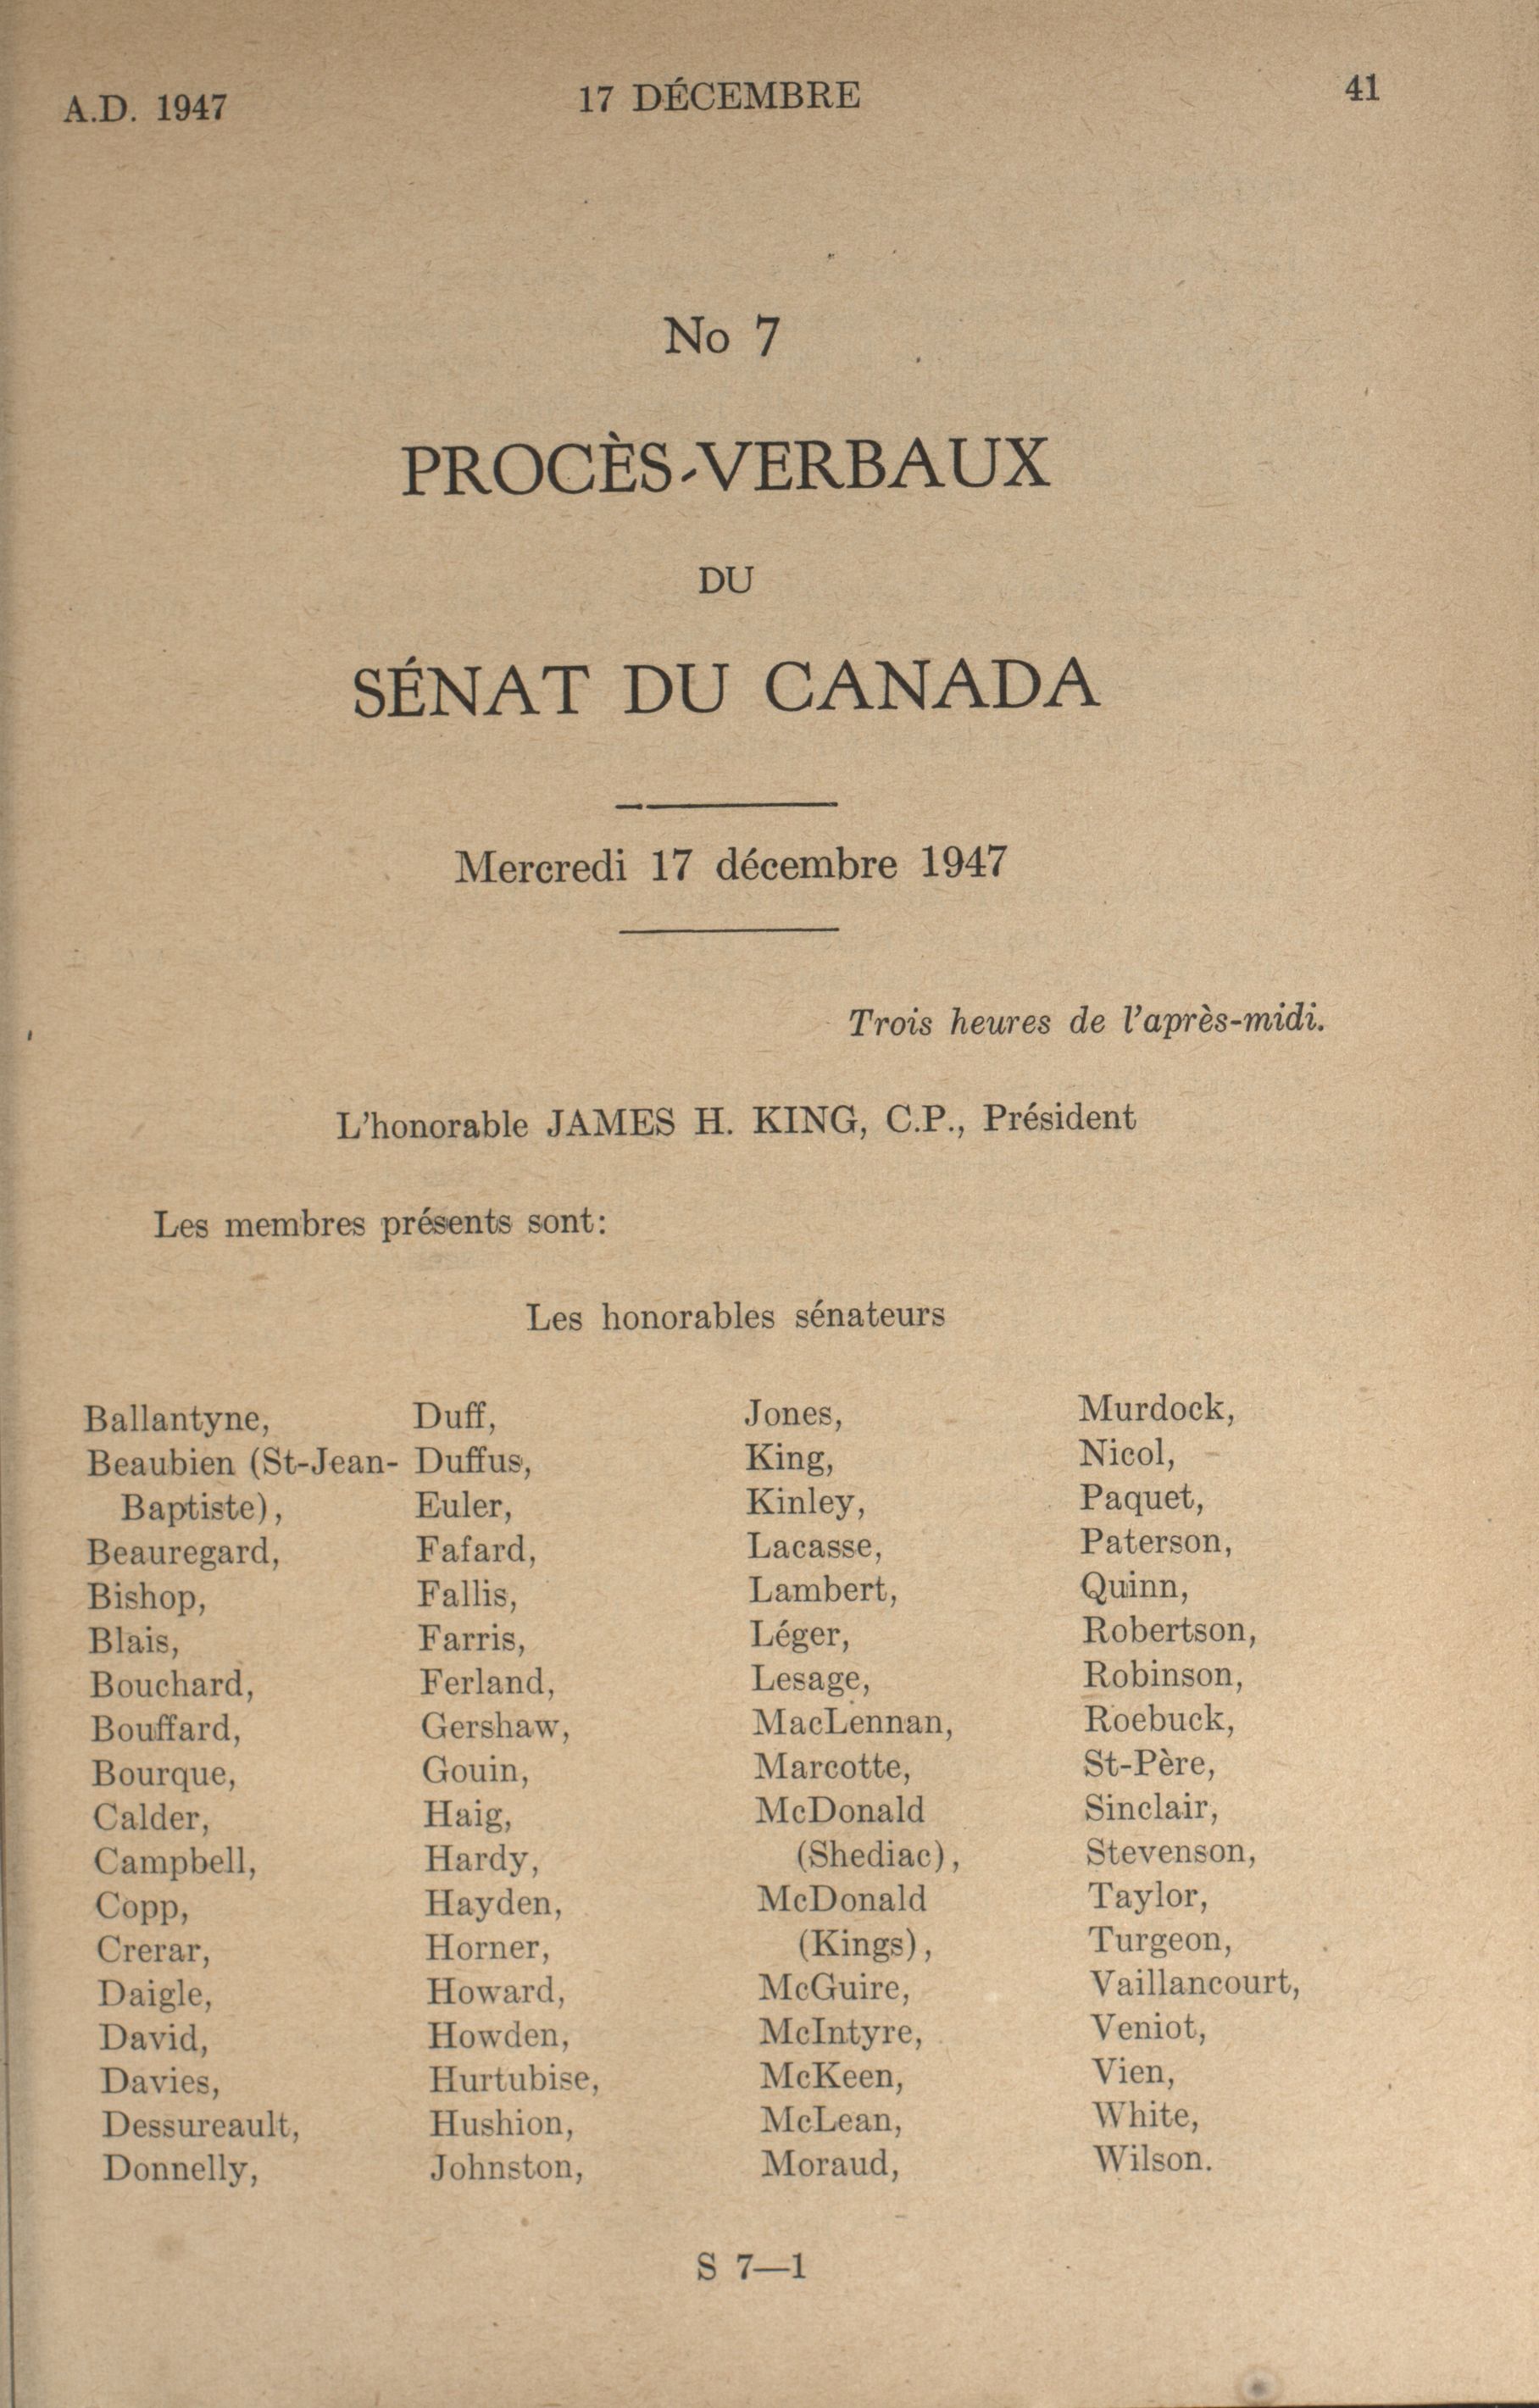 A.D. 1947
17 DÉCEMBRE
41
No 7
PROCÈS-VERBAUX
DU
SÉNAT DU CANADA
Mercredi 17 décembre 1947
Trois heures de l'après-midi.
L'honorable JAMES H. KING, C.P., Président
Les membres présents sont:
Les honorables sénateurs
Ballantyne,
Beaubien (St-Jean-
Baptiste),
Beauregard,
Bishop,
Blais,
Bouchard,
Bouffard,
Bourque,
Calder,
Campbell,
Copp,
Crerar,
Daigle,
David,
Davies,
Dessureault,
Donnelly,
Duff,
Duffus,
Euler,
Fafard,
Fallis,
Farris,
Ferland,
Gershaw,
Gouin,
Haig,
Hardy,
Hayden,
Horner,
Howard,
Howden,
Hurtubise,
Hushion,
Johnston,
Jones,
King,
Kinley,
Lacasse,
Lambert,
Léger,
Lesage,
MacLennan,
Marcotte,
McDonald
(Shediac),
McDonald
(Kings),
McGuire,
McIntyre,
McKeen,
McLean,
Moraud,
Murdock,
Nicol,
Paquet,
Paterson,
Quinn,
Robertson,
Robinson,
Roebuck,
St-Père,
Sinclair,
Stevenson,
Taylor,
Turgeon,
Vaillancourt,
Veniot,
Vien,
White,
Wilson.
S 7—1